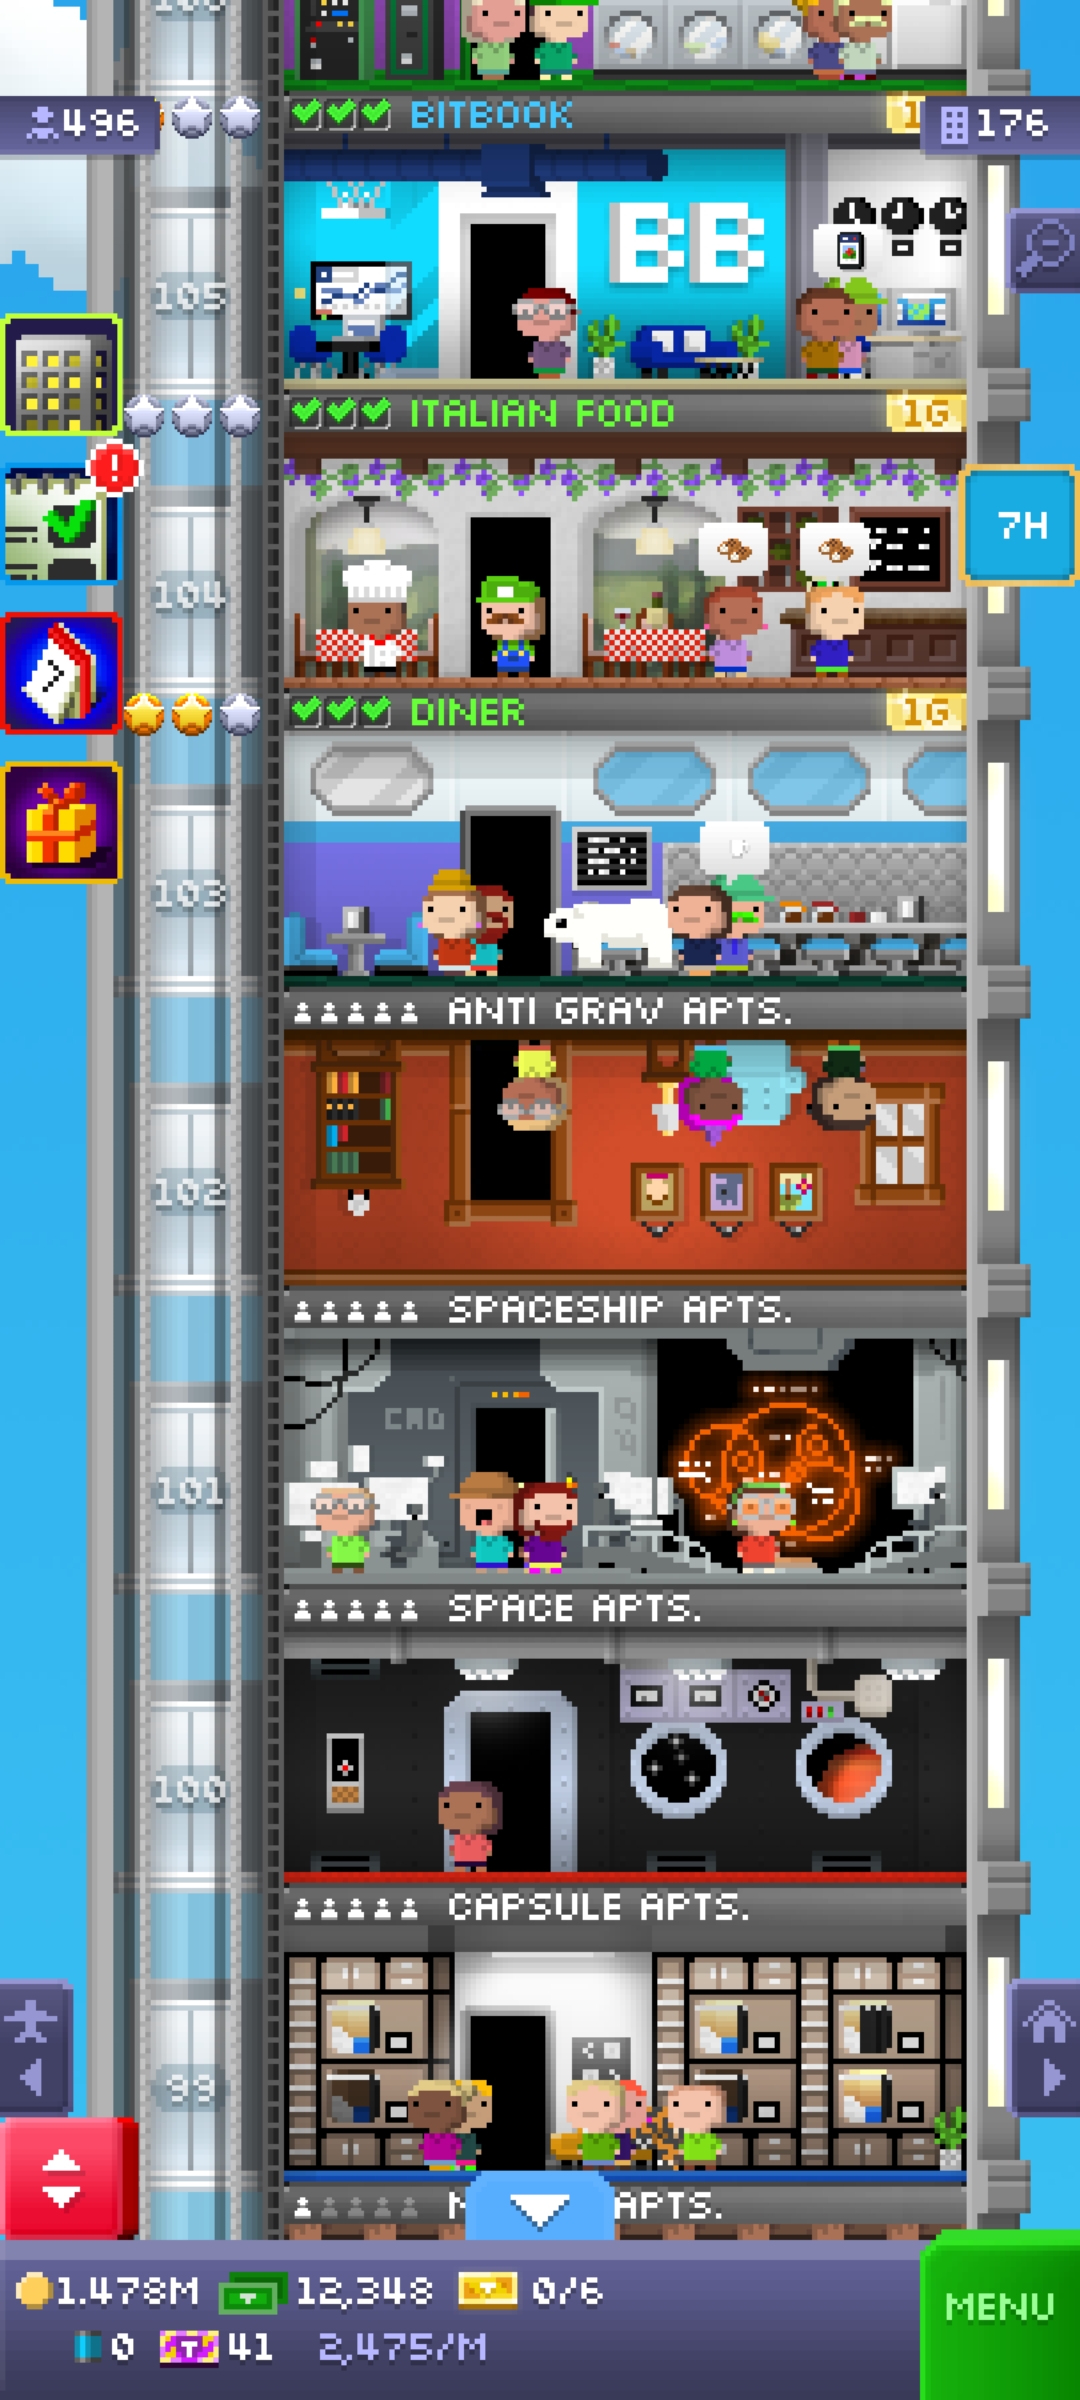 496
BITBOOK
176
BB
105
ITALIAN FOOD
1G
7H
104
DINER
1G
103
ANTI GRAV APTS.
102
SPACESHIP APTS.
CMD
101
SPACE APTS.
100
CAPSULE APTS.
99
APTS.
1.478M 12,348 0/6
0 41 2,475/M
MENU